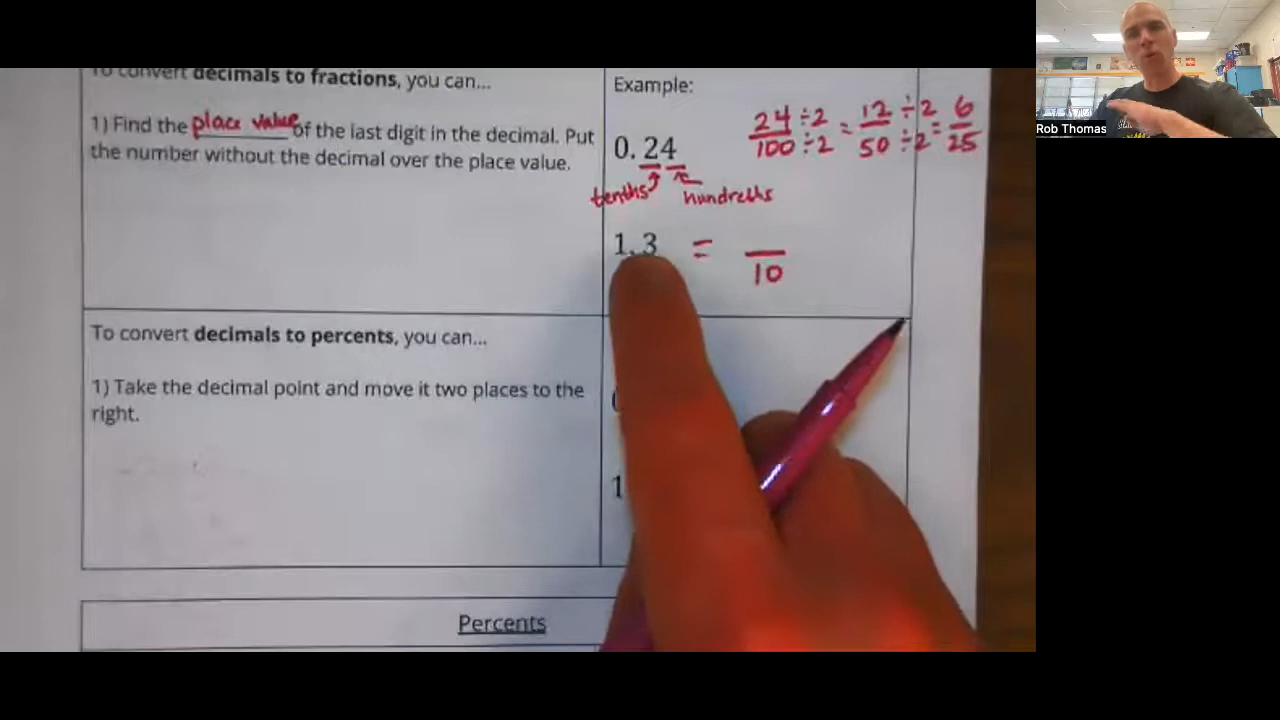 To convert decimals to fractions, you can...
1) Find the place value of the last digit in the decimal. Put
the number without the decimal over the place value.
Example:
0.24
24 ÷2 = 12 ÷2 = 6
100 ÷2 50 ÷2 25
tenths hundreths
1.3 = 
10
To convert decimals to percents, you can...
1) Take the decimal point and move it two places to the
right.
1
Percents
Rob Thomas